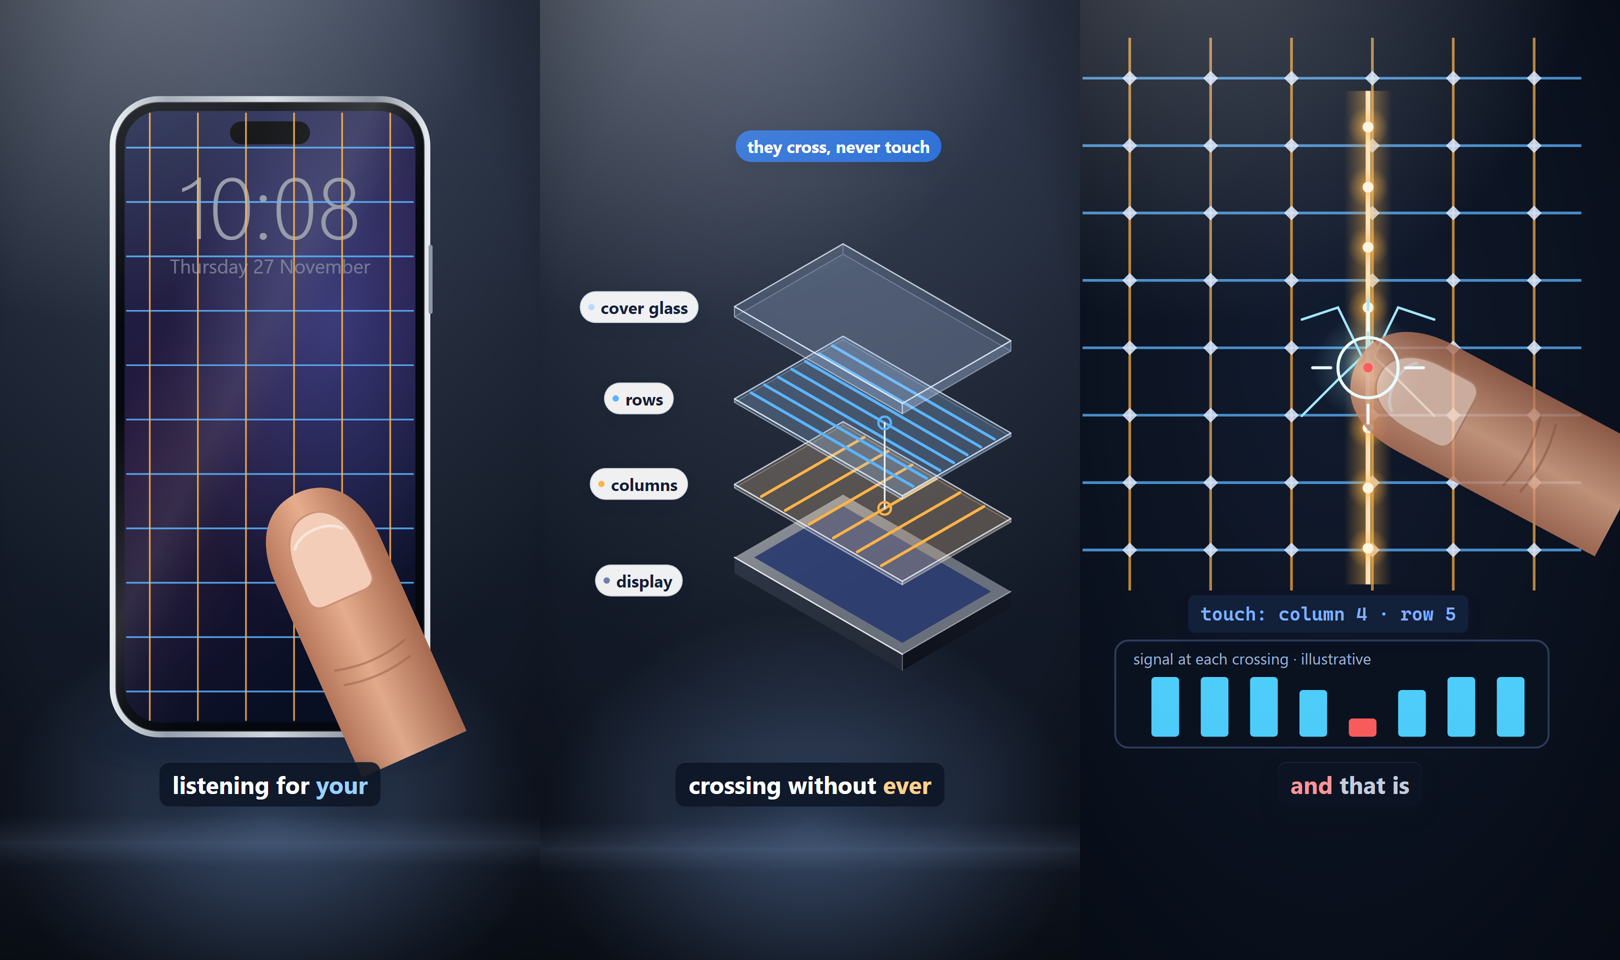 10:08
Thursday 27 November
listening for your
they cross, never touch
cover glass
rows
columns
display
crossing without ever
touch: column 4 · row 5
signal at each crossing · illustrative
and that is